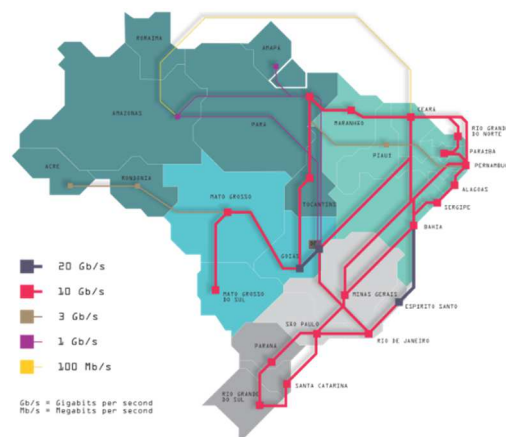 RORAIMA
AMAPA
AMAZONAS
PARA
MARANHAO
CEARA
RIO GRANDE
DO NORTE
PARAIBA
PIAUE
PERNAMBUCO
ACRE
RONDONIA
TOCANTINS
ALAGOAS
MATO GROSSO
SERGIPE
BAHIA
GOIAS
MATO GROSSO
DO SUL
MINAS GERAIS
ESPIRITO SANTO
SAO PAULO
RIO DE JANEIRO
PARANA
SANTA CATARINA
RIO GRANDE
DO SUL
20 Gb/s
10 Gb/s
3 Gb/s
1 Gb/s
100 Mb/s
Gb/s = Gigabits per second
Mb/s = Megabits per second